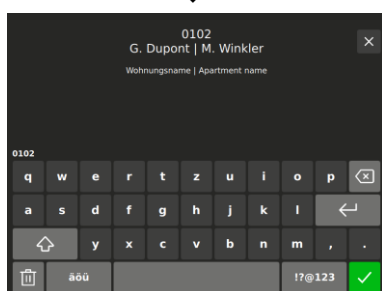 0102
G. Dupont | M. Winkler
Wohnungsname | Apartment name
0102
q w e r t z u i o p
a s d f g h j k l
y x c v b n m , .
äöü !?@123